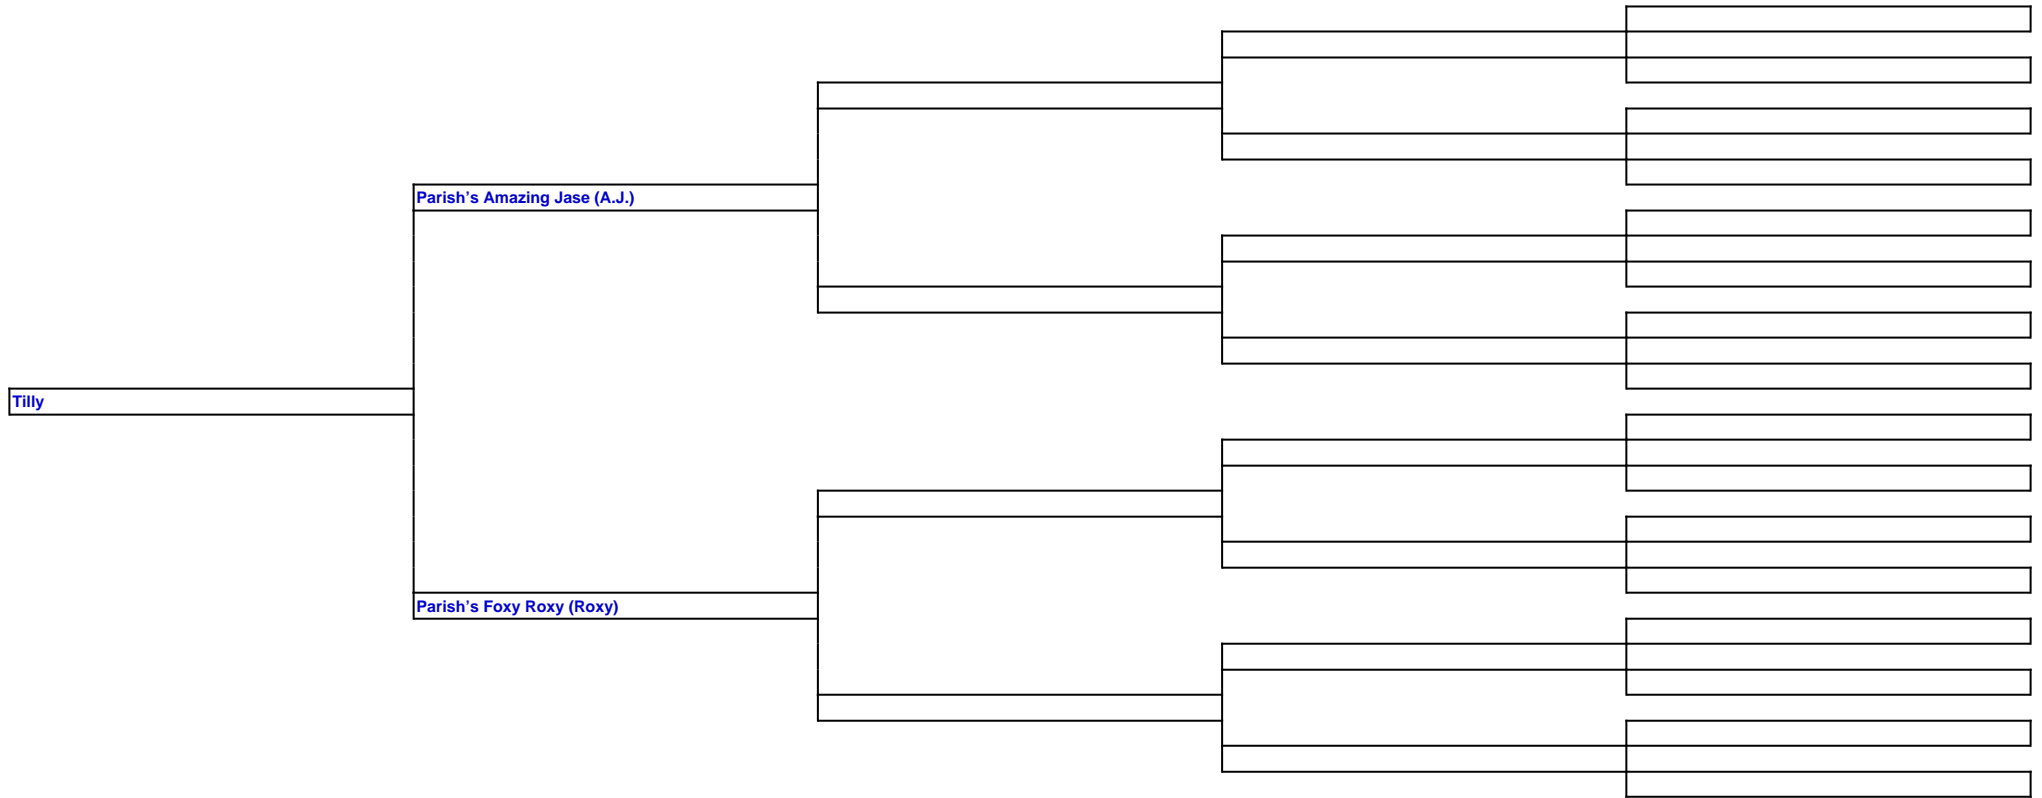 Parish’s Amazing Jase (A.J.)
Tilly
Parish’s Foxy Roxy (Roxy)